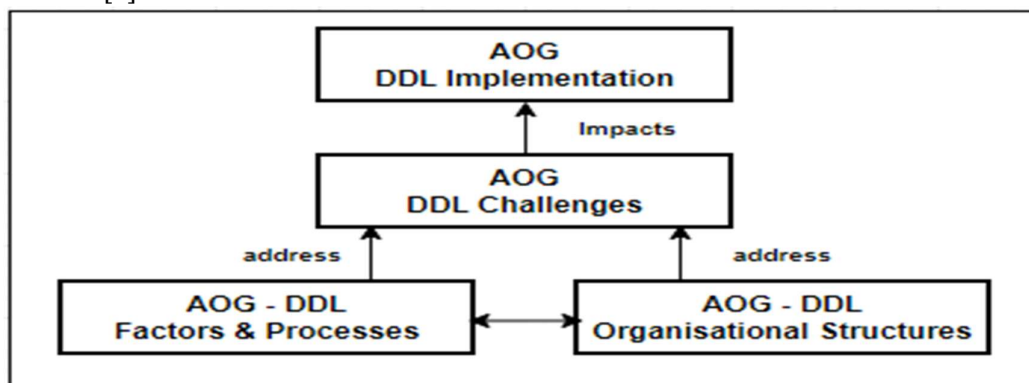 AOG
DDL Implementation
Impacts
AOG
DDL Challenges
address
address
AOG - DDL
Factors & Processes
AOG - DDL
Organisational Structures